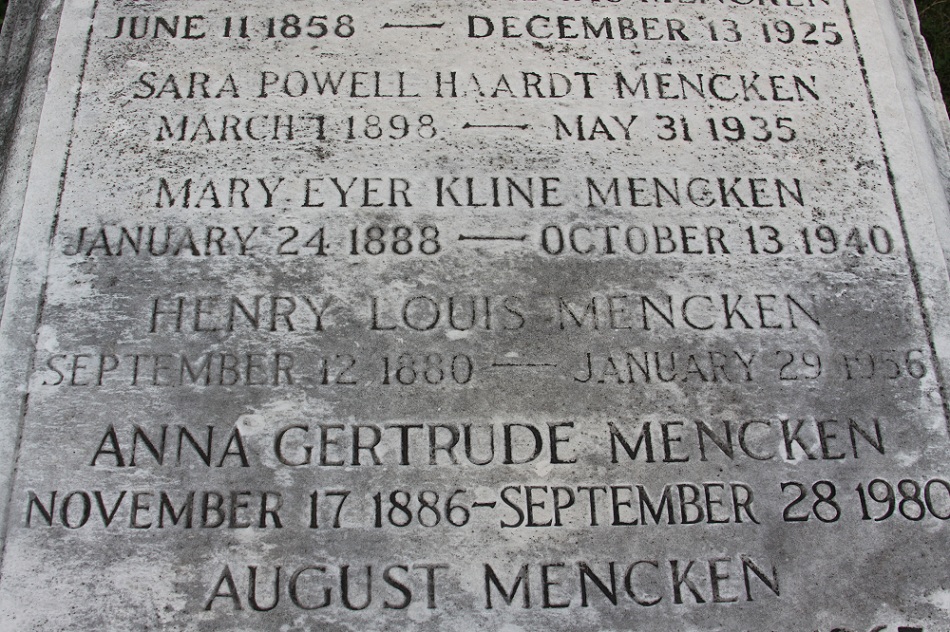 MENCKEN
JUNE 11 1858 — DECEMBER 13 1925
SARA POWELL HAARDT MENCKEN
MARCH 1 1898 — MAY 31 1935
MARY EYER KLINE MENCKEN
JANUARY 24 1888 — OCTOBER 13 1940
HENRY LOUIS MENCKEN
SEPTEMBER 12 1880 — JANUARY 29 1956
ANNA GERTRUDE MENCKEN
NOVEMBER 17 1886-SEPTEMBER 28 1980
AUGUST MENCKEN